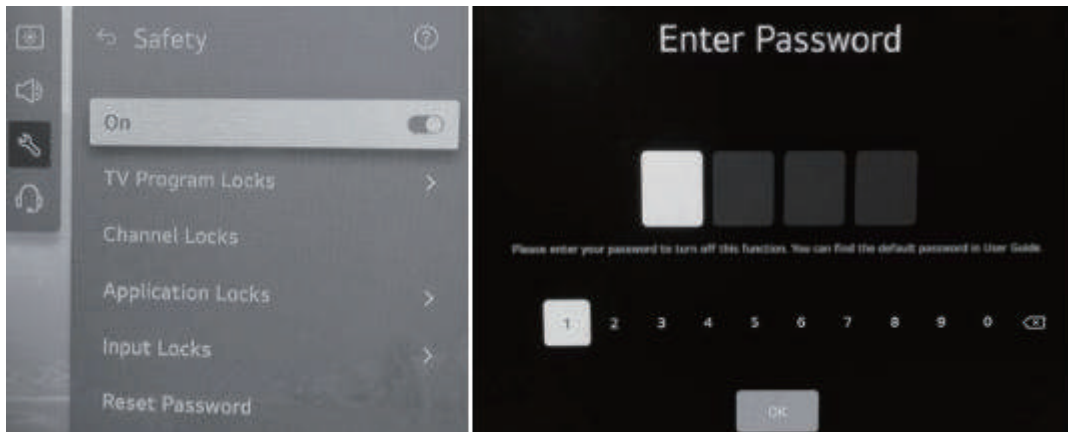 Safety
On
TV Program Locks
Channel Locks
Application Locks
Input Locks
Reset Password
Enter Password
Please enter your password to turn off this function. You can find the default password in User Guide.
1 2 3 4 5 6 7 8 9 0
OK